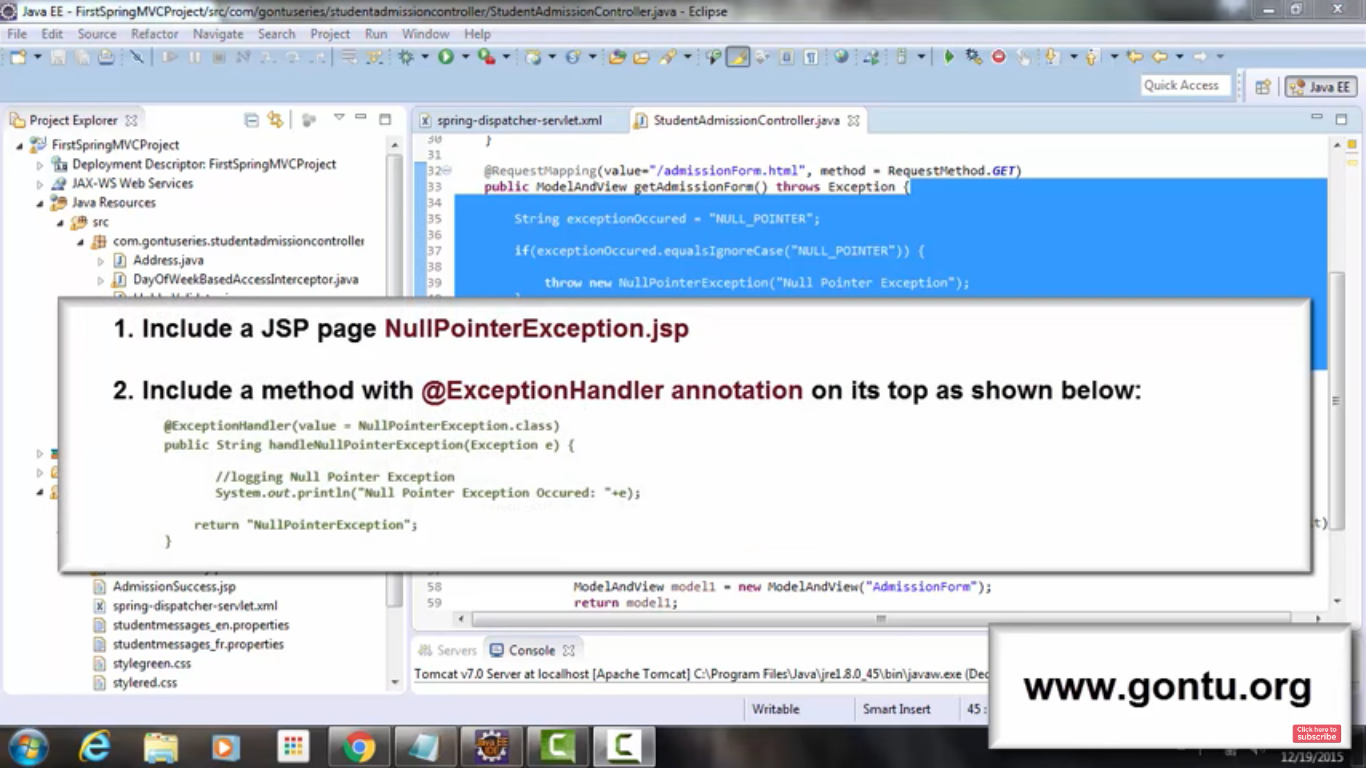 Java EE - FirstSpringMVCProject/src/com/gontuseries/studentadmissioncontroller/StudentAdmissionController.java - Eclipse
File Edit Source Refactor Navigate Search Project Run Window Help
Quick Access
Java EE
Project Explorer
spring-dispatcher-servlet.xml
StudentAdmissionController.java
FirstSpringMVCProject
Deployment Descriptor: FirstSpringMVCProject
JAX-WS Web Services
Java Resources
src
com.gontuseries.studentadmissioncontroller
Address.java
DayOfWeekBasedAccessInterceptor.java
30 }
31
32 @RequestMapping(value="/admissionForm.html", method = RequestMethod.GET)
33 public ModelAndView getAdmissionForm() throws Exception {
34
35 String exceptionOccured = "NULL_POINTER";
36
37 if(exceptionOccured.equalsIgnoreCase("NULL_POINTER")) {
38
39 throw new NullPointerException("Null Pointer Exception");
1. Include a JSP page NullPointerException.jsp
2. Include a method with @ExceptionHandler annotation on its top as shown below:
@ExceptionHandler(value = NullPointerException.class)
public String handleNullPointerException(Exception e) {
//logging Null Pointer Exception
System.out.println("Null Pointer Exception Occured: "+e);
return "NullPointerException";
}
t)
AdmissionSuccess.jsp
spring-dispatcher-servlet.xml
studentmessages_en.properties
studentmessages_fr.properties
stylegreen.css
stylered.css
58 ModelAndView model1 = new ModelAndView("AdmissionForm");
59 return model1;
Servers Console
Tomcat v7.0 Server at localhost [Apache Tomcat] C:\Program Files\Java\jre1.8.0_45\bin\javaw.exe (Dec
Writable Smart Insert 45 :
www.gontu.org
Click here to
subscribe
12/19/2015